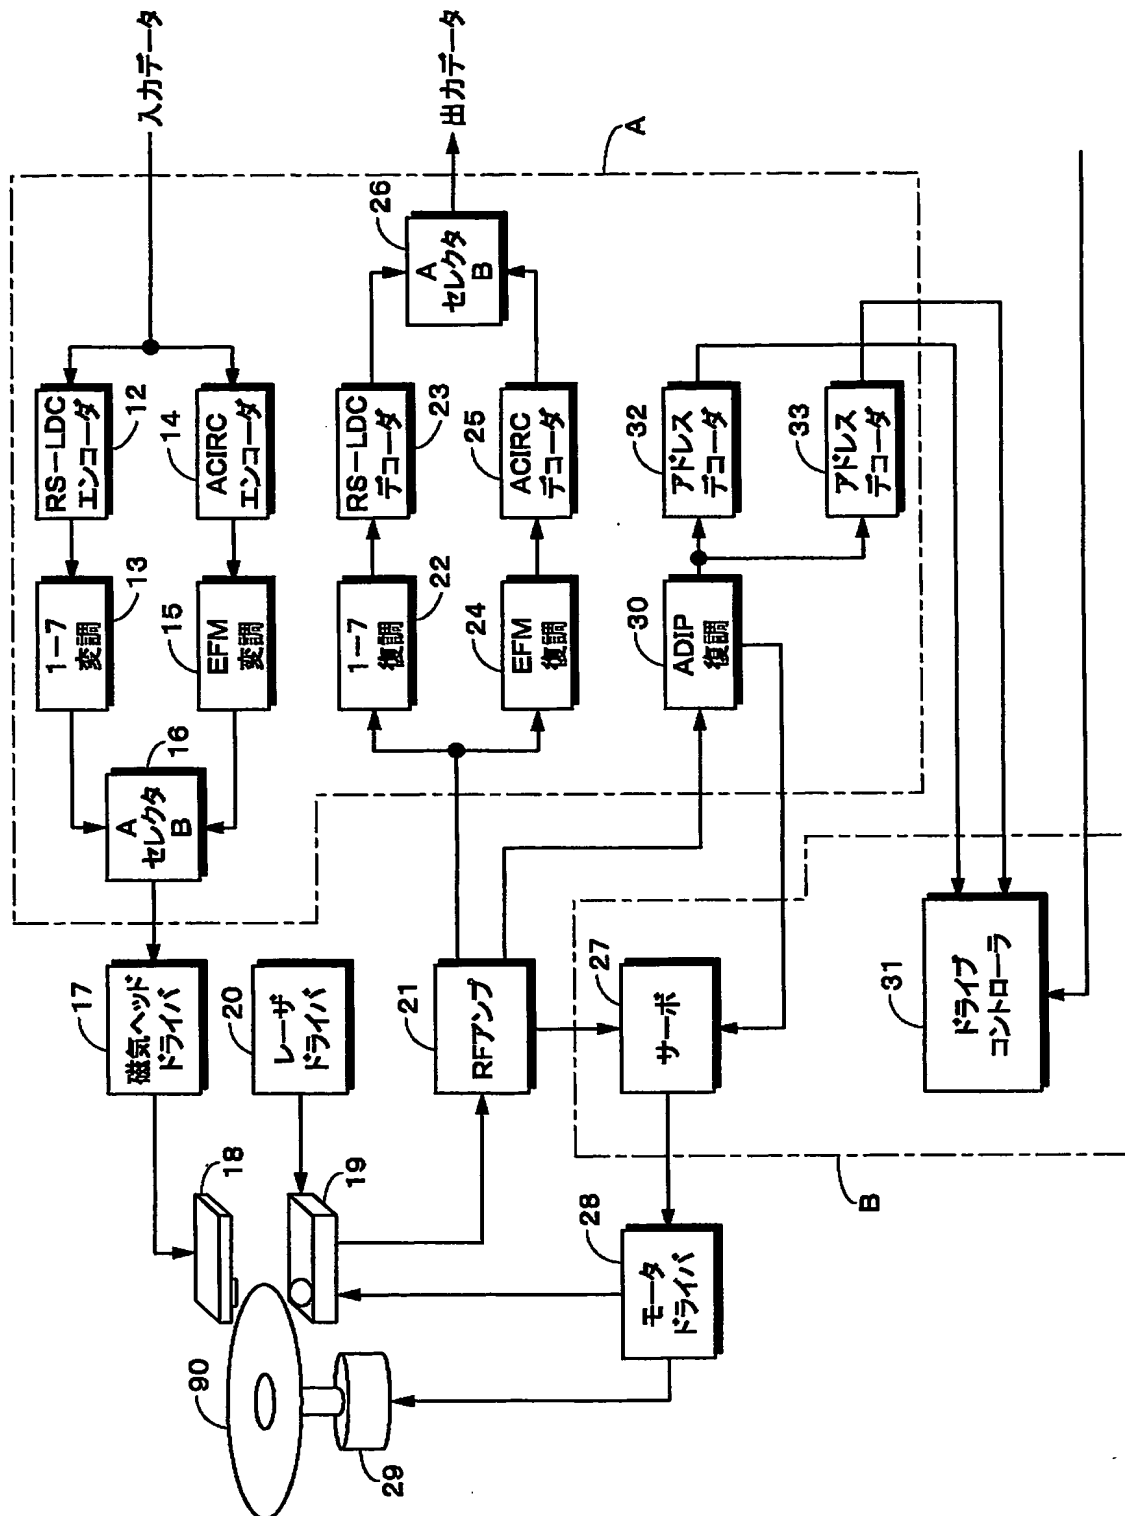 入力データ
出力データ
A
RS-LDC
エンコーダ
12
ACIRC
エンコーダ
14
1-7
変調
13
EFM
変調
15
A
セレクタ
B
16
磁気ヘッド
ドライバ
17
18
レーザ
ドライバ
20
19
RFアンプ
21
1-7
復調
22
RS-LDC
デコーダ
23
EFM
復調
24
ACIRC
デコーダ
25
A
セレクタ
B
26
サーボ
27
モータ
ドライバ
28
29
90
ADIP
復調
30
アドレス
デコーダ
32
アドレス
デコーダ
33
ドライブ
コントローラ
31
B